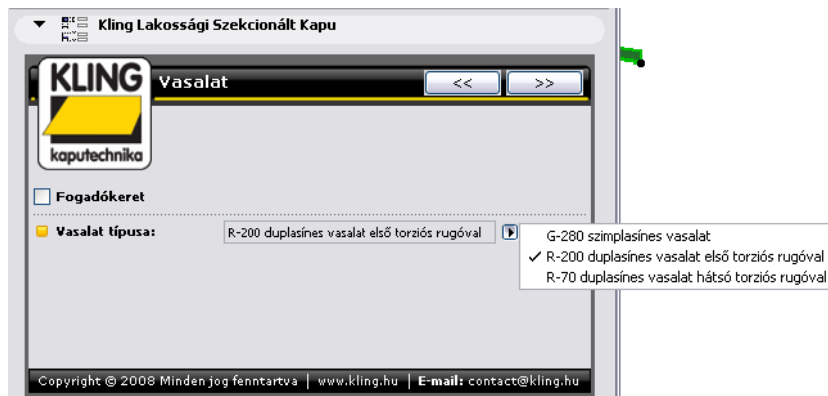 Kling Lakossági Szekcionált Kapu
KLING
kaputechnika
Vasalat
<<
>>
Fogadókeret
Vasalat típusa:
R-200 duplasínes vasalat első torziós rugóval
G-280 szimplasínes vasalat
R-200 duplasínes vasalat első torziós rugóval
R-70 duplasínes vasalat hátsó torziós rugóval
Copyright © 2008 Minden jog fenntartva | www.kling.hu | E-mail: contact@kling.hu